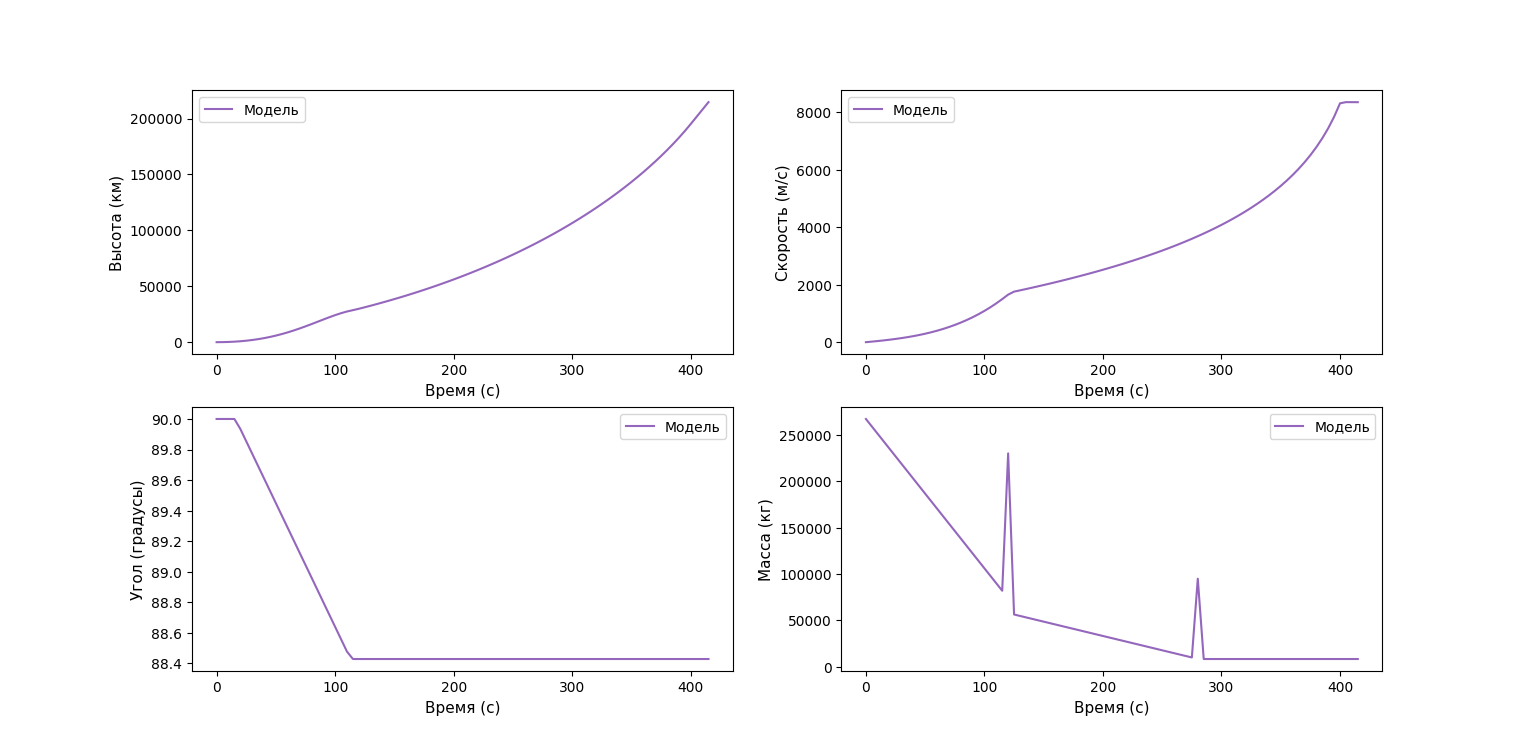 Модель
Высота (км)
200000
150000
100000
50000
0
0 100 200 300 400
Время (с)
Модель
Скорость (м/с)
8000
6000
4000
2000
0
0 100 200 300 400
Время (с)
Модель
Угол (градусы)
90.0
89.8
89.6
89.4
89.2
89.0
88.8
88.6
88.4
0 100 200 300 400
Время (с)
Модель
Масса (кг)
250000
200000
150000
100000
50000
0
0 100 200 300 400
Время (с)